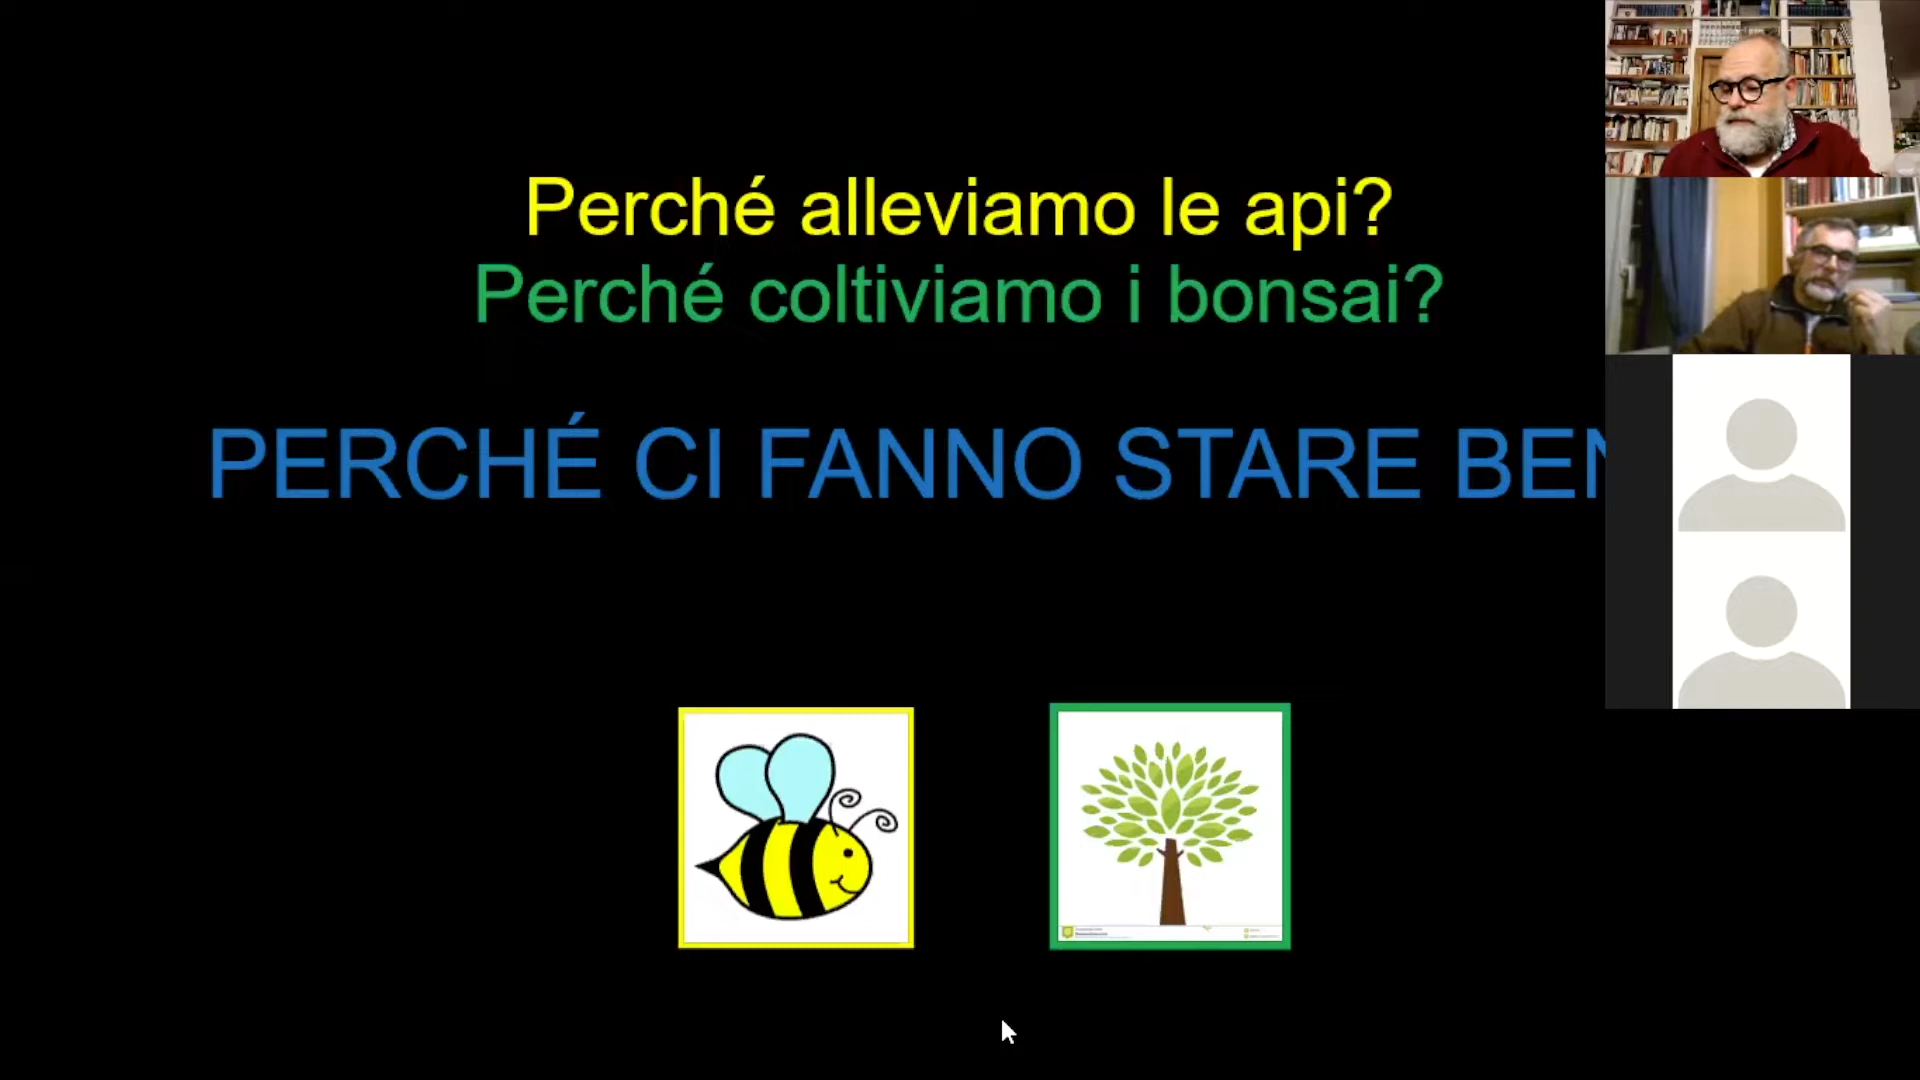 Perché alleviamo le api?
Perché coltiviamo i bonsai?
PERCHÉ CI FANNO STARE BEN